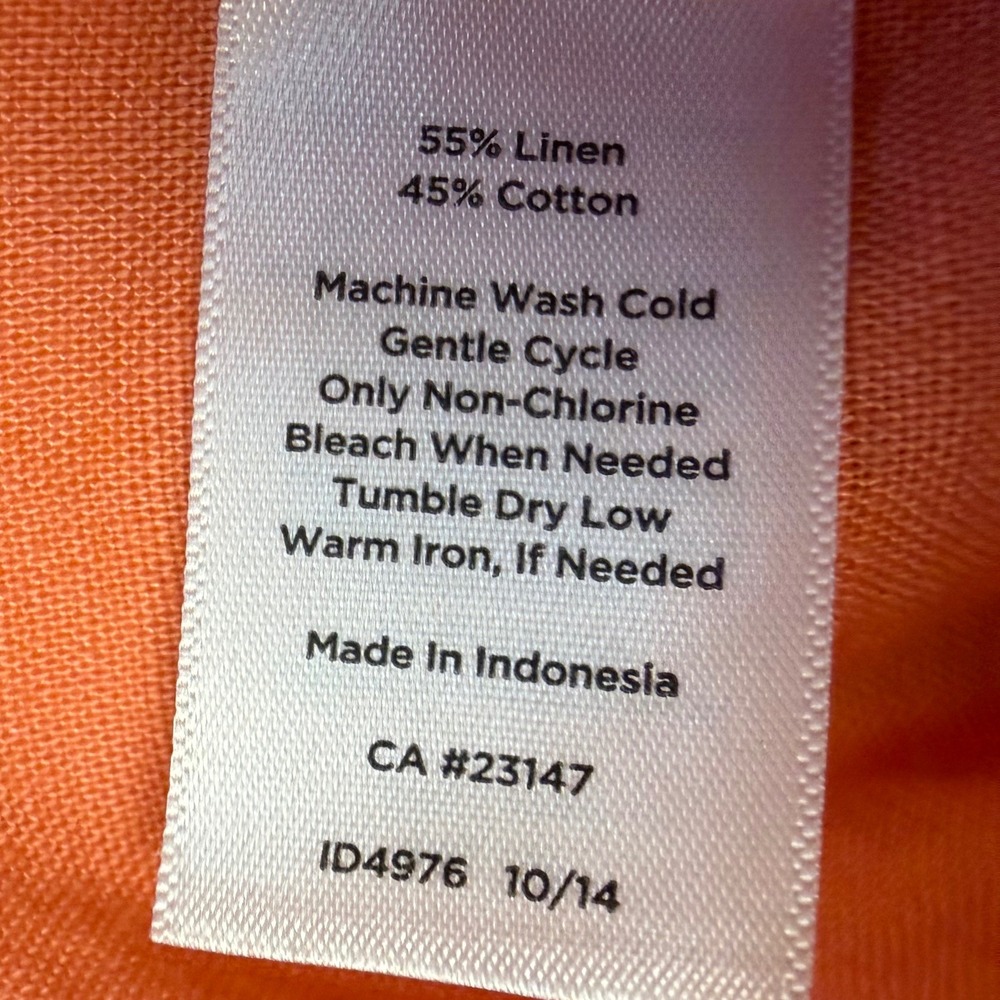 55% Linen
45% Cotton
Machine Wash Cold
Gentle Cycle
Only Non-Chlorine
Bleach When Needed
Tumble Dry Low
Warm Iron, If Needed
Made In Indonesia
CA #23147
ID4976 10/14